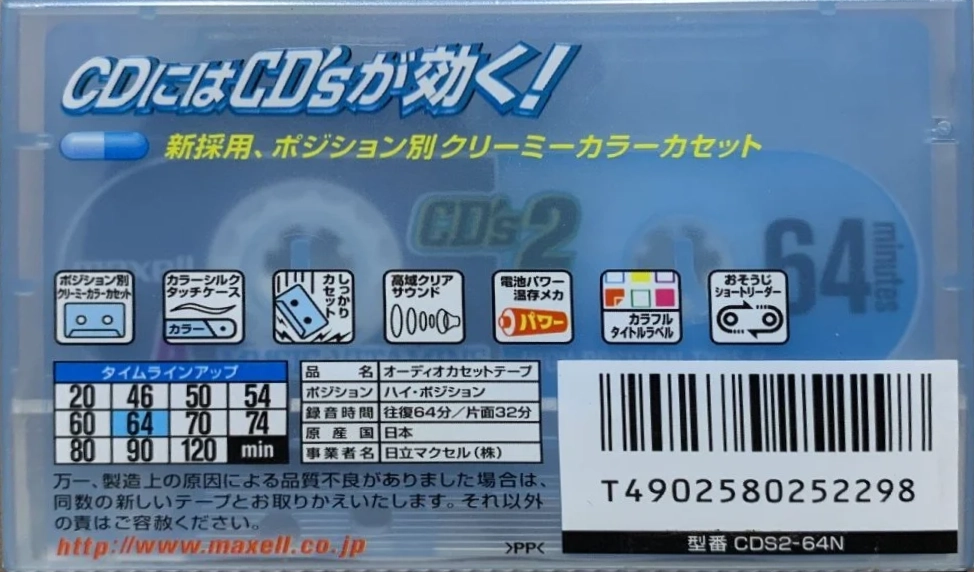 CDにはCD'sが効く!
新採用、ポジション別クリーミーカラーカセット
maxell
CD's2
64
minutes
ポジション別
クリーミーカラーカセット
カラーシルク
タッチケース
カラー
しっかり
カセット
高域クリア
サウンド
電池パワー
温存メカ
パワー
カラフル
タイトルラベル
おそうじ
ショートリーダー
タイムラインアップ
20 46 50 54
60 64 70 74
80 90 120 min
品名 オーディオカセットテープ
ポジション ハイ・ポジション
録音時間 往復64分/片面32分
原産国 日本
事業者名 日立マクセル(株)
万一、製造上の原因による品質不良がありました場合は、
同数の新しいテープとお取りかえいたします。それ以外
の責はご容赦ください。
http://www.maxell.co.jp
>PP<
T4902580252298
型番 CDS2-64N